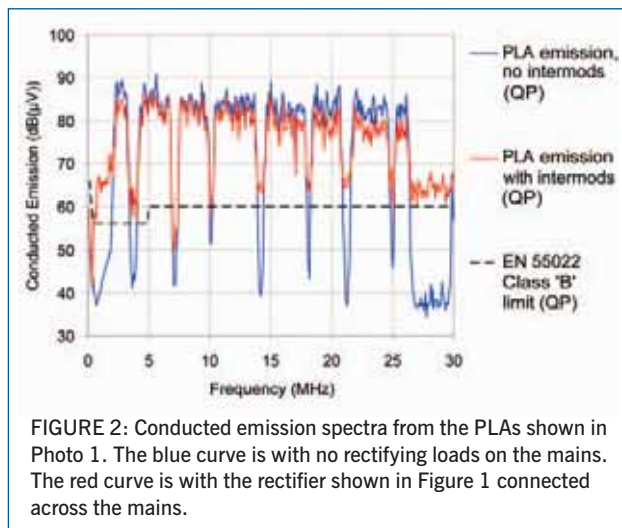 100
90
80
70
60
50
40
30
Conducted Emission (dB(μV)
0
5
10
15
20
25
30
Frequency (MHz)
PLA emission,
no intermods
(QP)
PLA emission
with intermods
(QP)
EN 55022
Class 'B'
limit (QP)
FIGURE 2: Conducted emission spectra from the PLAs shown in
Photo 1. The blue curve is with no rectifying loads on the mains.
The red curve is with the rectifier shown in Figure 1 connected
across the mains.